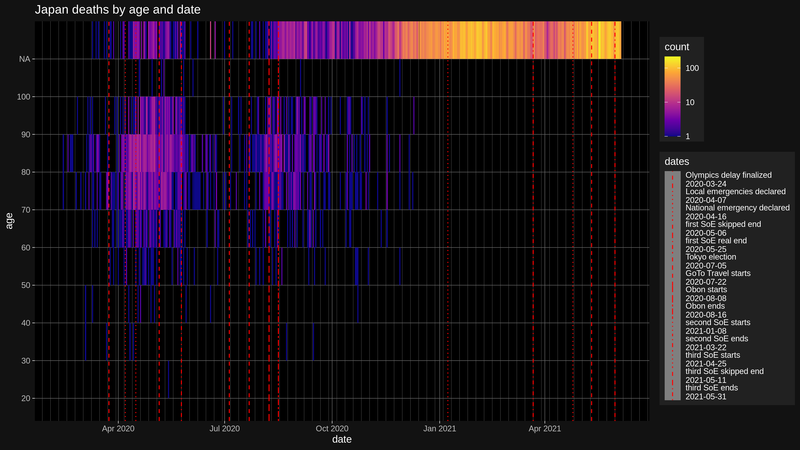 Japan deaths by age and date
NA
100
90
80
70
60
50
40
30
20
age
Apr 2020
Jul 2020
Oct 2020
Jan 2021
Apr 2021
date
count
100
10
1
dates
Olympics delay finalized
2020-03-24
Local emergencies declared
2020-04-07
National emergency declared
2020-04-16
first SoE skipped end
2020-05-06
first SoE real end
2020-05-25
Tokyo election
2020-07-05
GoTo Travel starts
2020-07-22
Obon starts
2020-08-08
Obon ends
2020-08-16
second SoE starts
2021-01-08
second SoE ends
2021-03-22
third SoE starts
2021-04-25
third SoE skipped end
2021-05-11
third SoE ends
2021-05-31